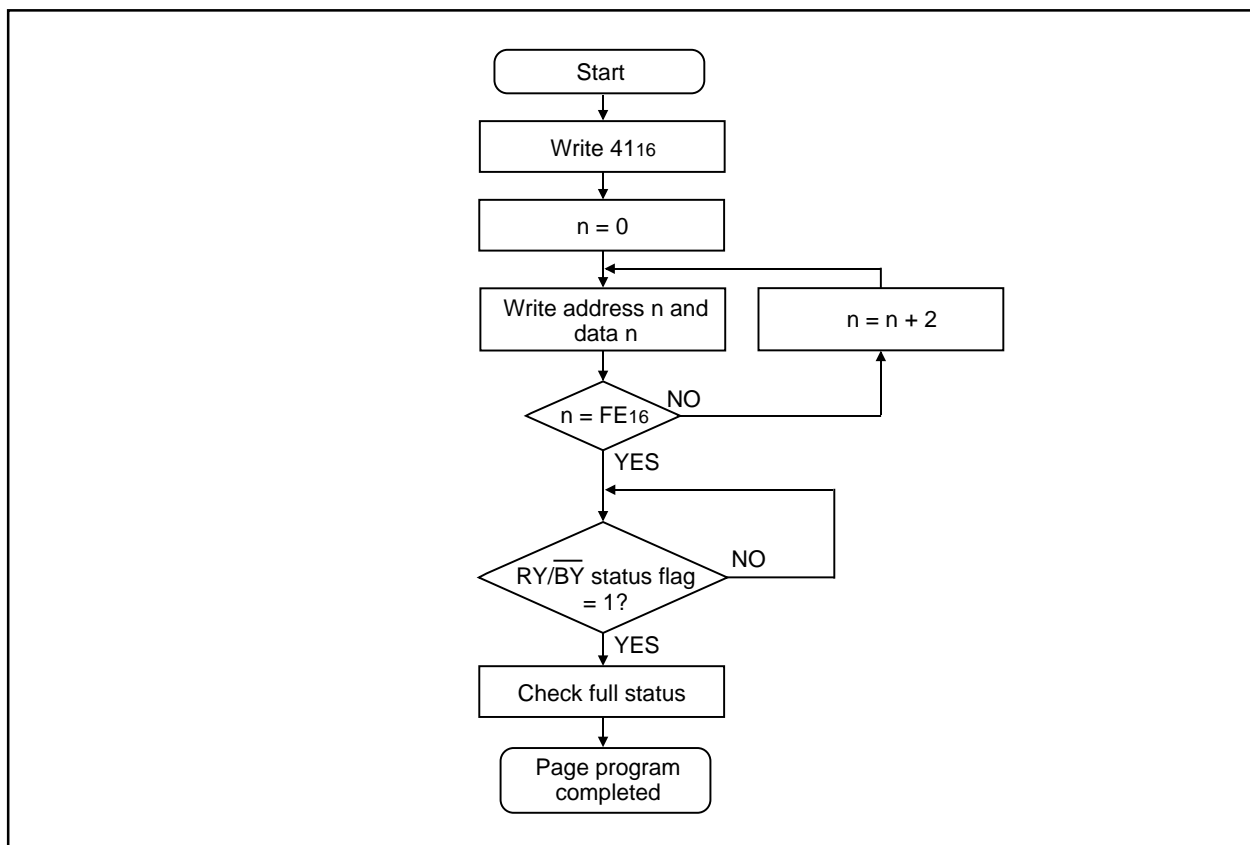 Start
Write 4116
n = 0
Write address n and
data n
n = n + 2
n = FE16
NO
YES
RY/B̅Y̅ status flag
= 1?
NO
YES
Check full status
Page program
completed